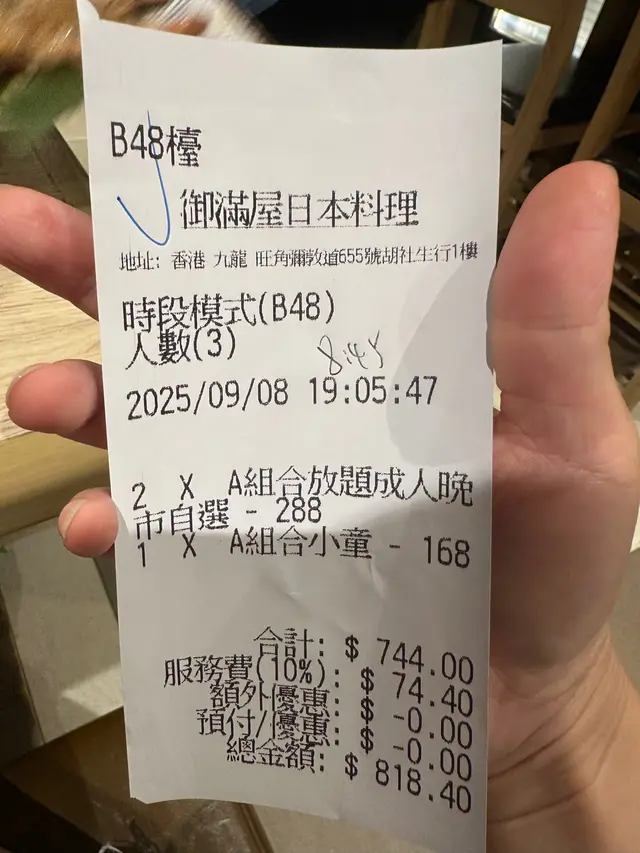 B48檯
御滿屋日本料理
地址: 香港 九龍 旺角彌敦道655號胡社生行1樓
時段模式(B48)
人數(3)
8:45
2025/09/08 19:05:47
2 X A組合放題成人晚
市自選 - 288
1 X A組合小童 - 168
合計: $ 744.00
服務費(10%): $ 74.40
額外優惠: $ -0.00
預付/優惠: $ -0.00
總金額: $ 818.40